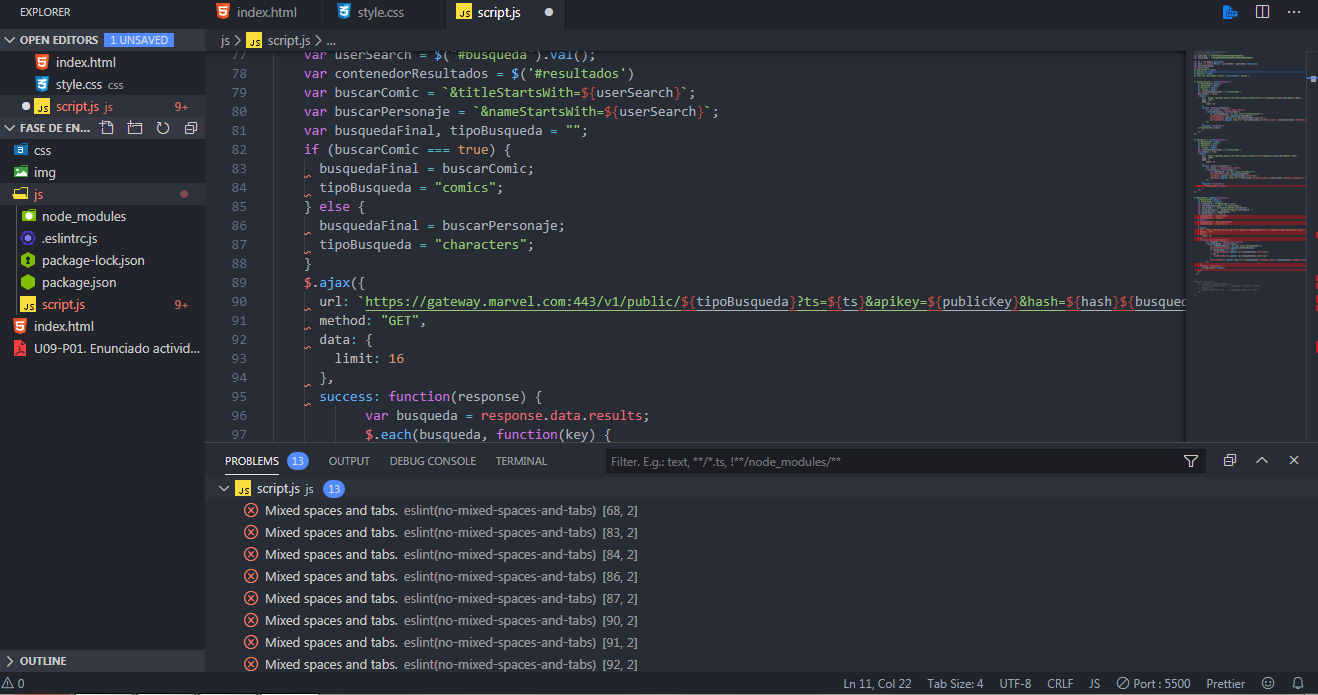 EXPLORER
OPEN EDITORS 1 UNSAVED
index.html
style.css css
script.js js 9+
FASE DE EN...
css
img
js
node_modules
.eslintrc.js
package-lock.json
package.json
script.js 9+
index.html
U09-P01. Enunciado activid...
OUTLINE
index.html
style.css
script.js
js > script.js > ...
77 var userSearch = $("#busqueda").val();
78 var contenedorResultados = $('#resultados')
79 var buscarComic = `&titleStartsWith=${userSearch}`;
80 var buscarPersonaje = `&nameStartsWith=${userSearch}`;
81 var busquedaFinal, tipoBusqueda = "";
82 if (buscarComic === true) {
83 busquedaFinal = buscarComic;
84 tipoBusqueda = "comics";
85 } else {
86 busquedaFinal = buscarPersonaje;
87 tipoBusqueda = "characters";
88 }
89 $.ajax({
90 url: `https://gateway.marvel.com:443/v1/public/${tipoBusqueda}?ts=${ts}&apikey=${publicKey}&hash=${hash}${busqued
91 method: "GET",
92 data: {
93 limit: 16
94 },
95 success: function(response) {
96 var busqueda = response.data.results;
97 $.each(busqueda, function(key) {
PROBLEMS 13 OUTPUT DEBUG CONSOLE TERMINAL Filter. E.g.: text, **/*.ts, !**/node_modules/**
script.js js 13
Mixed spaces and tabs. eslint(no-mixed-spaces-and-tabs) [68, 2]
Mixed spaces and tabs. eslint(no-mixed-spaces-and-tabs) [83, 2]
Mixed spaces and tabs. eslint(no-mixed-spaces-and-tabs) [84, 2]
Mixed spaces and tabs. eslint(no-mixed-spaces-and-tabs) [86, 2]
Mixed spaces and tabs. eslint(no-mixed-spaces-and-tabs) [87, 2]
Mixed spaces and tabs. eslint(no-mixed-spaces-and-tabs) [90, 2]
Mixed spaces and tabs. eslint(no-mixed-spaces-and-tabs) [91, 2]
Mixed spaces and tabs. eslint(no-mixed-spaces-and-tabs) [92, 2]
0 Ln 11, Col 22 Tab Size: 4 UTF-8 CRLF JS Port : 5500 Prettier